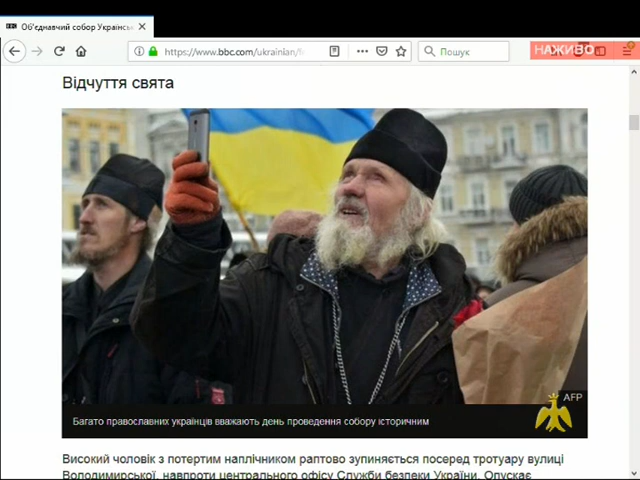 Об'єднавчий собор Українськ
https://www.bbc.com/ukrainian/f
Пошук
НАЖИВО
Відчуття свята
AFP
Багато православних українців вважають день проведення собору історичним
Високий чоловік з потертим наплічником раптово зупиняється посеред тротуару вулиці
Володимирської, навпроти центрального офісу Служби безпеки України. Опускає